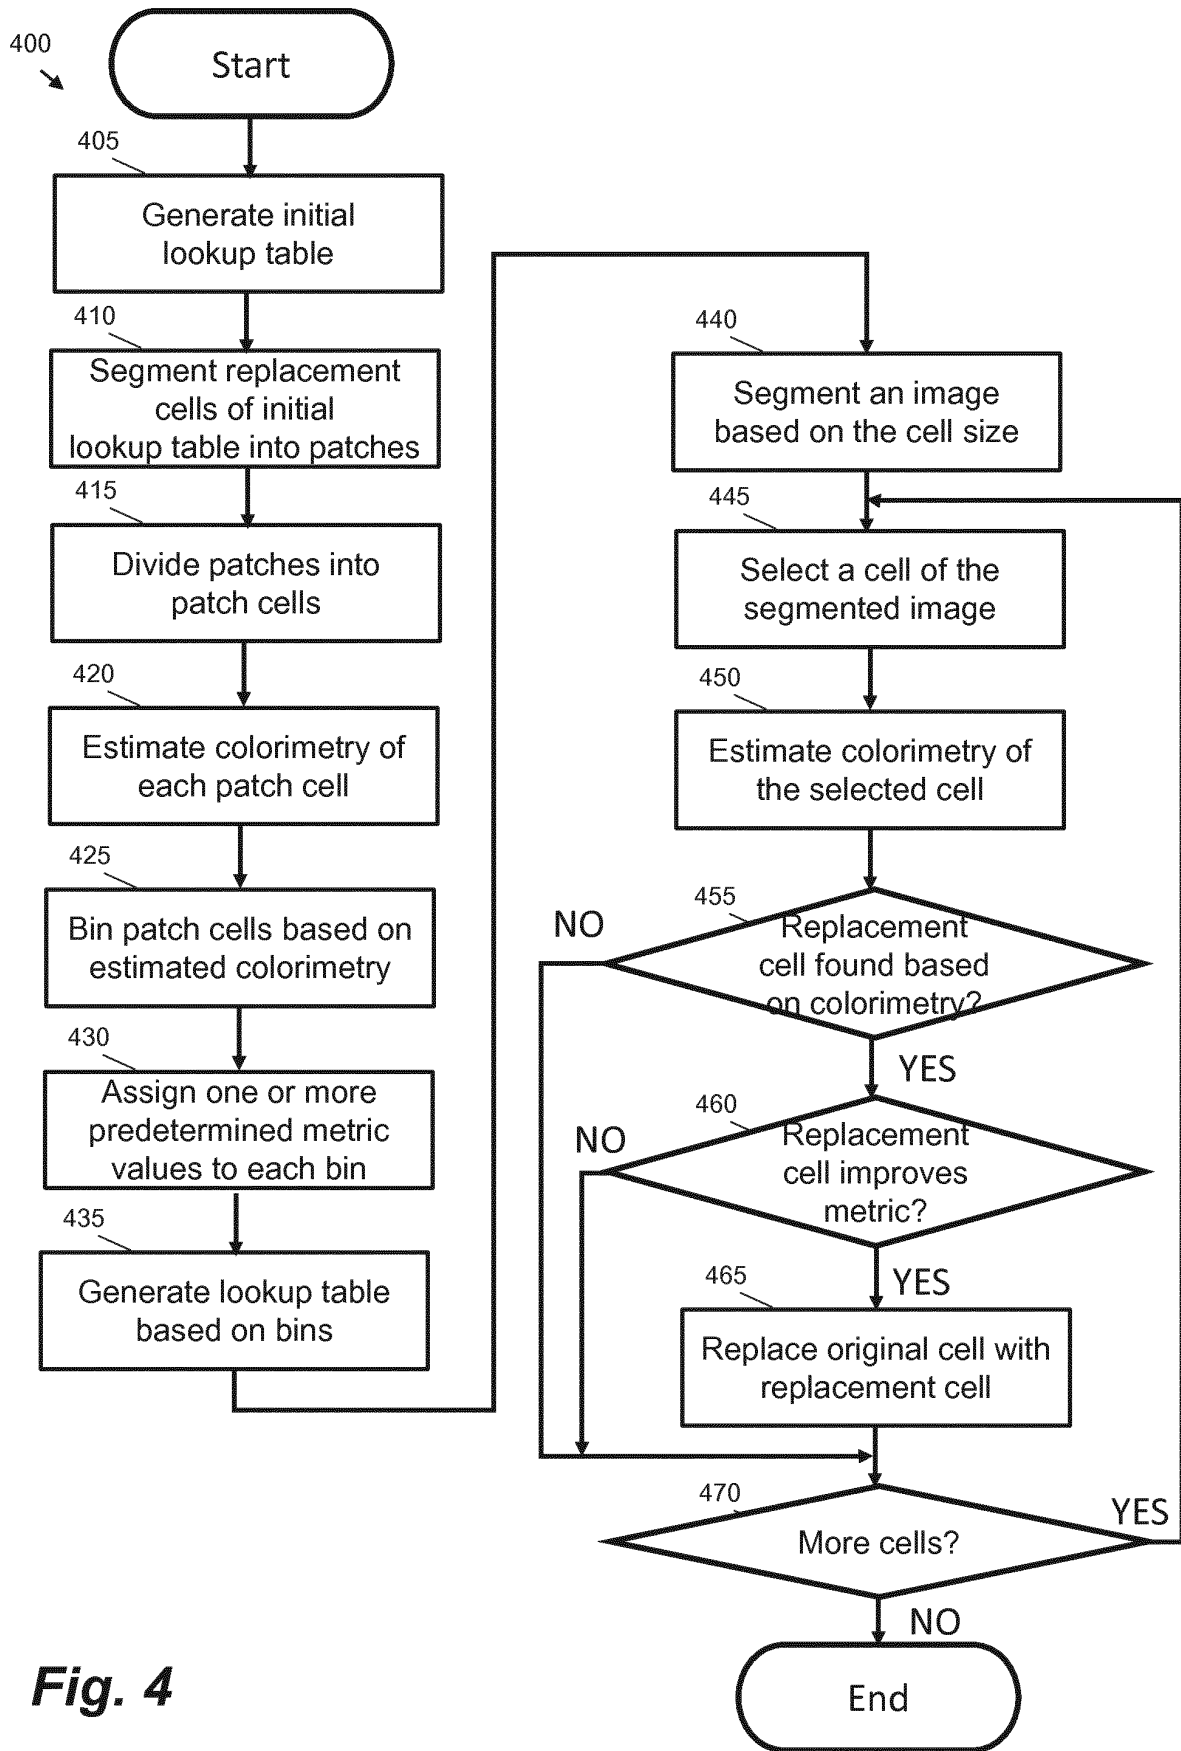 400
Start
405
Generate initial
lookup table
410
Segment replacement
cells of initial
lookup table into patches
415
Divide patches into
patch cells
420
Estimate colorimetry of
each patch cell
425
Bin patch cells based on
estimated colorimetry
430
Assign one or more
predetermined metric
values to each bin
435
Generate lookup table
based on bins
440
Segment an image
based on the cell size
445
Select a cell of the
segmented image
450
Estimate colorimetry of
the selected cell
455
NO
Replacement
cell found based
on colorimetry?
YES
460
NO
Replacement
cell improves
metric?
YES
465
Replace original cell with
replacement cell
470
YES
More cells?
NO
End
Fig. 4